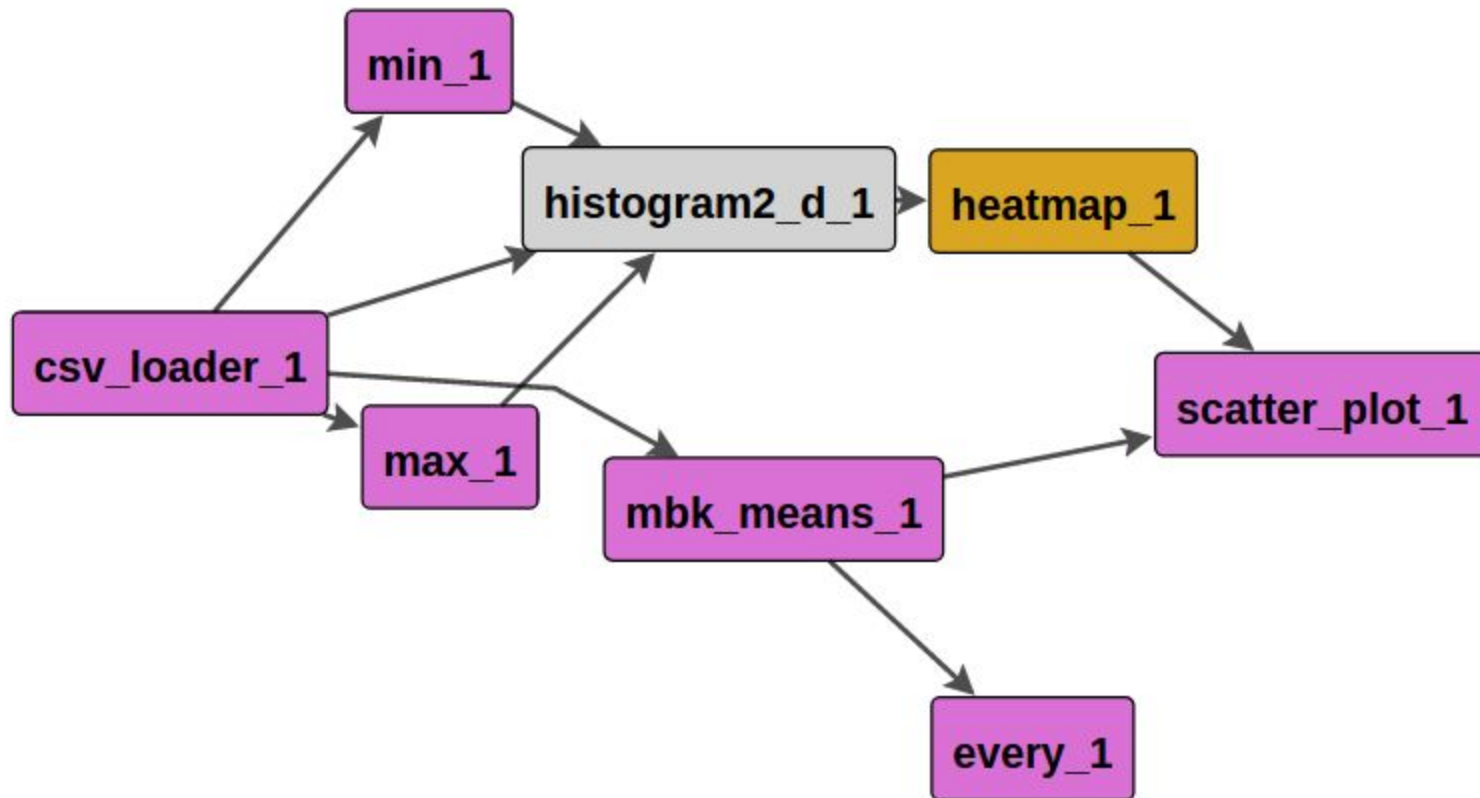 min_1
histogram2_d_1
heatmap_1
csv_loader_1
scatter_plot_1
max_1
mbk_means_1
every_1